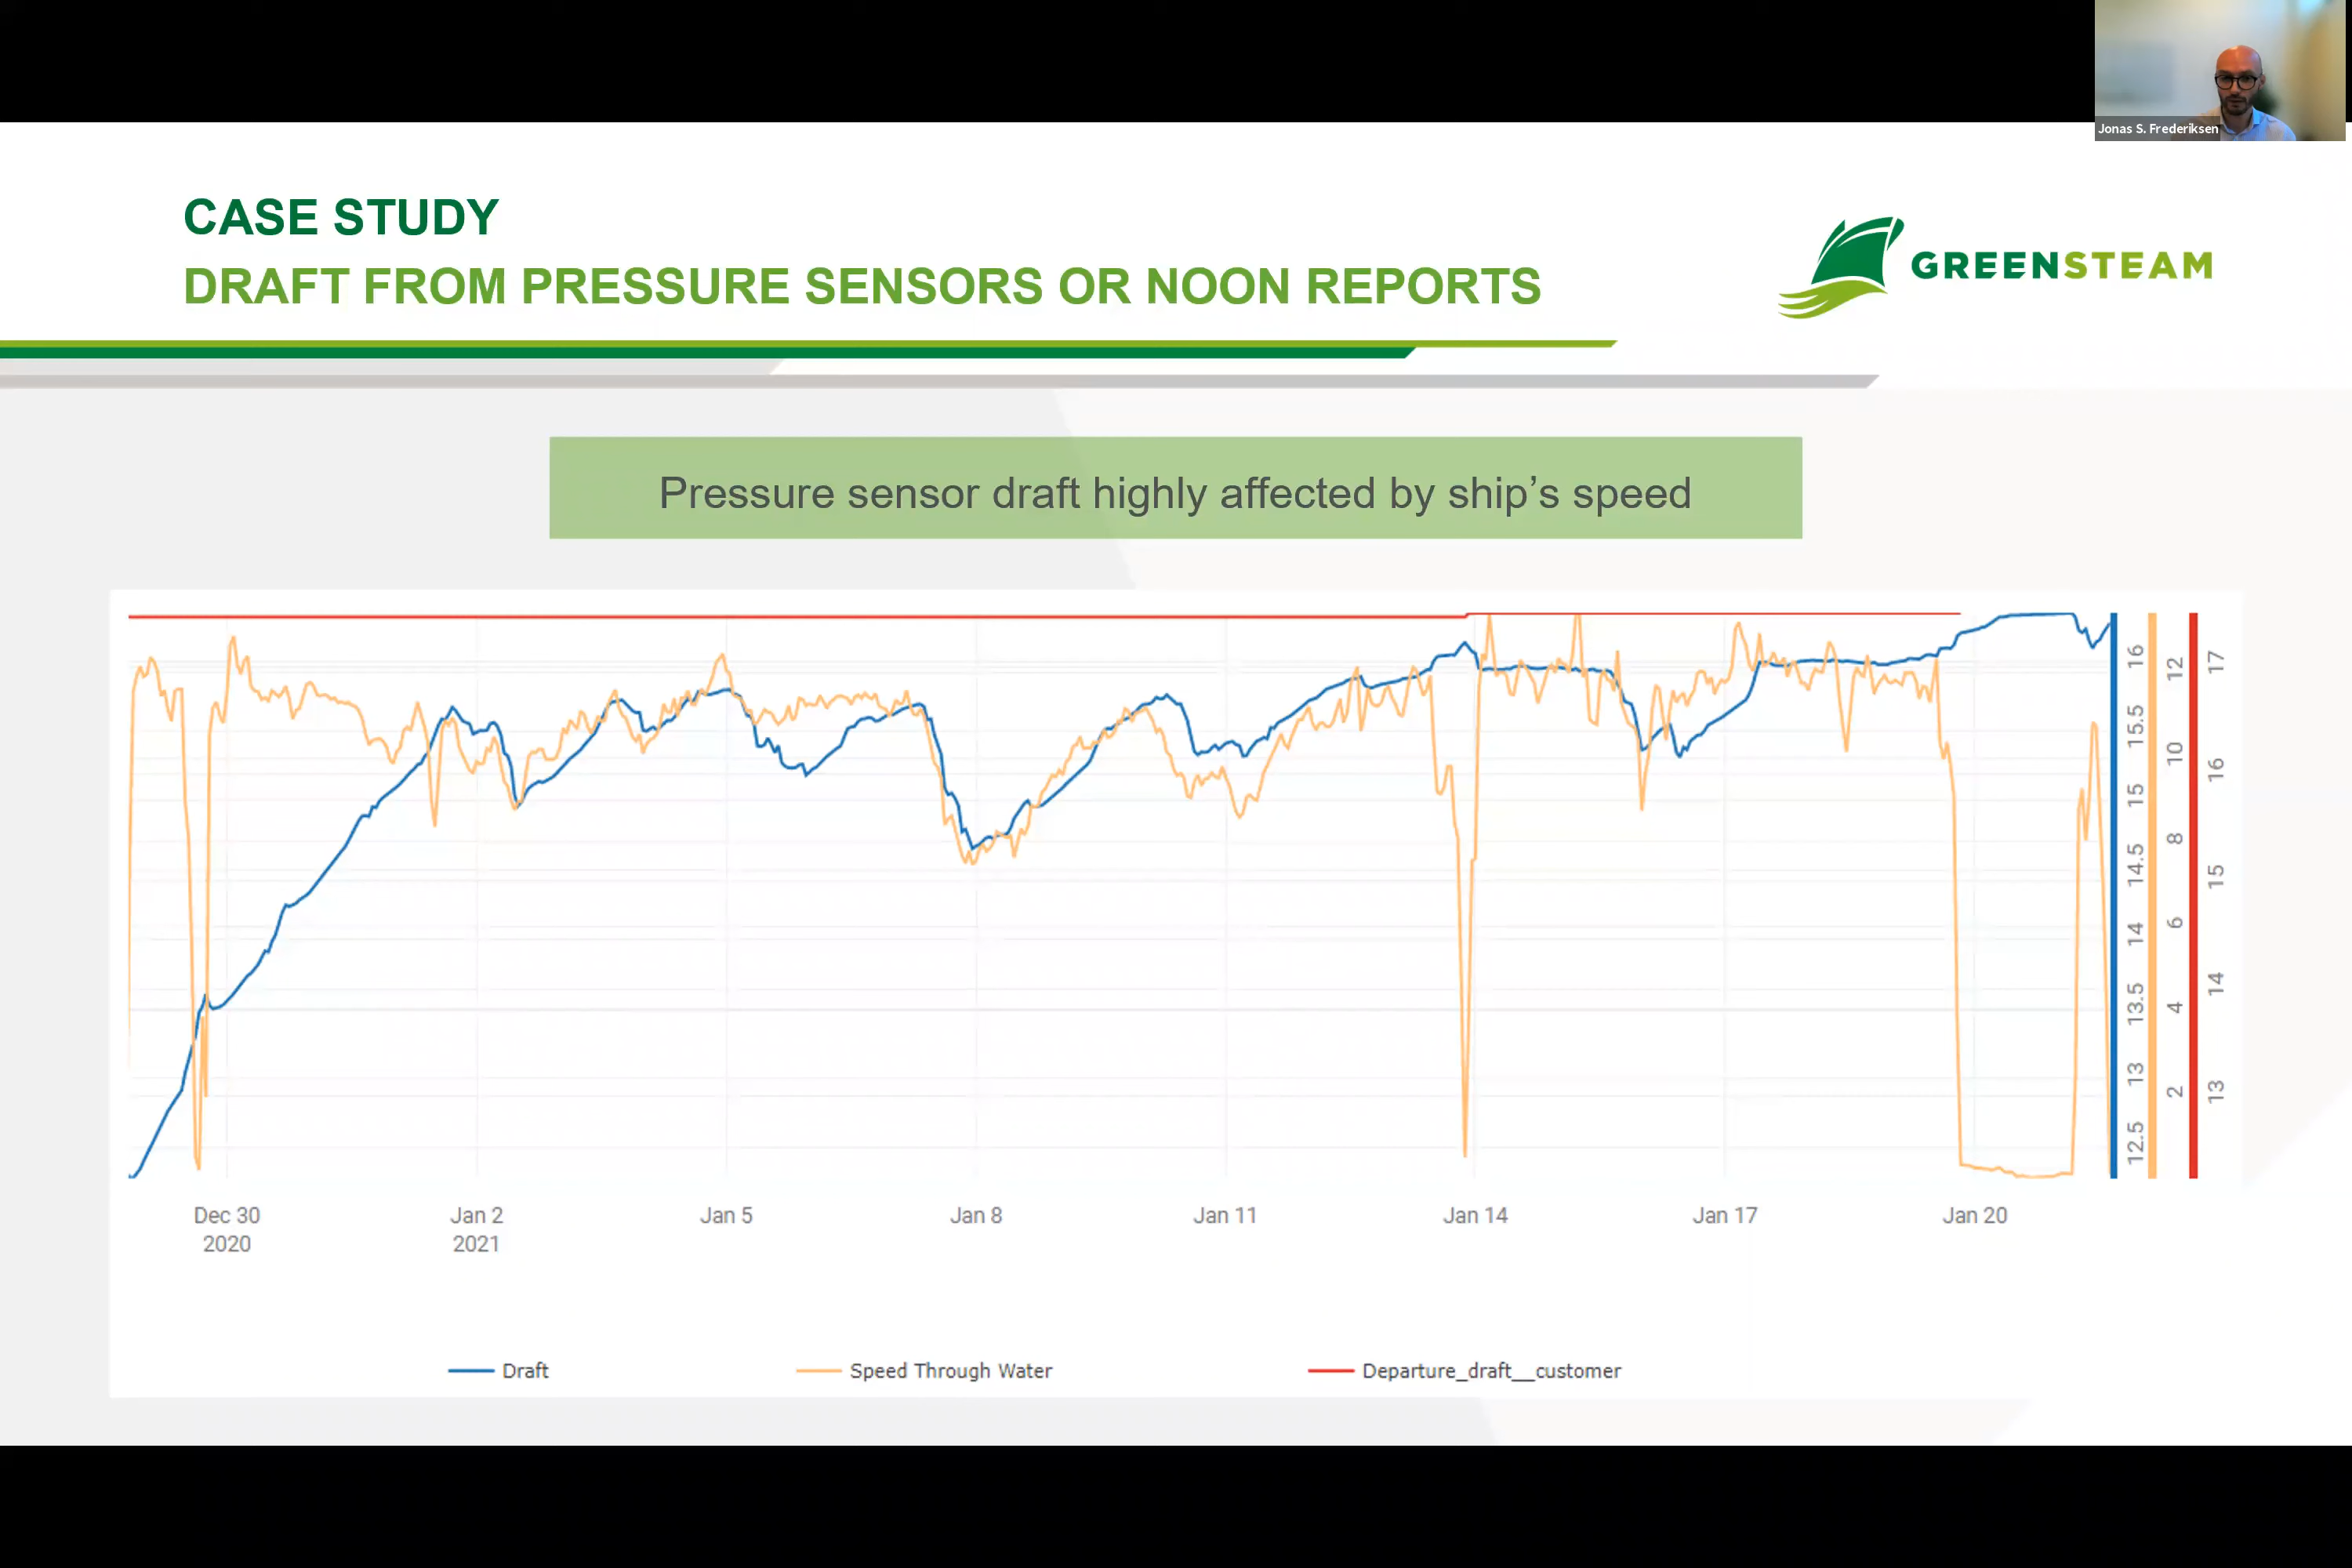 Jonas S. Frederiksen
CASE STUDY
DRAFT FROM PRESSURE SENSORS OR NOON REPORTS
GREENSTEAM
Pressure sensor draft highly affected by ship’s speed
16
15.5
15
14.5
14
13.5
13
12.5
12
10
8
6
4
2
17
16
15
14
13
Dec 30 Jan 2 Jan 5 Jan 8 Jan 11 Jan 14 Jan 17 Jan 20
2020 2021
Draft Speed Through Water Departure_draft__customer